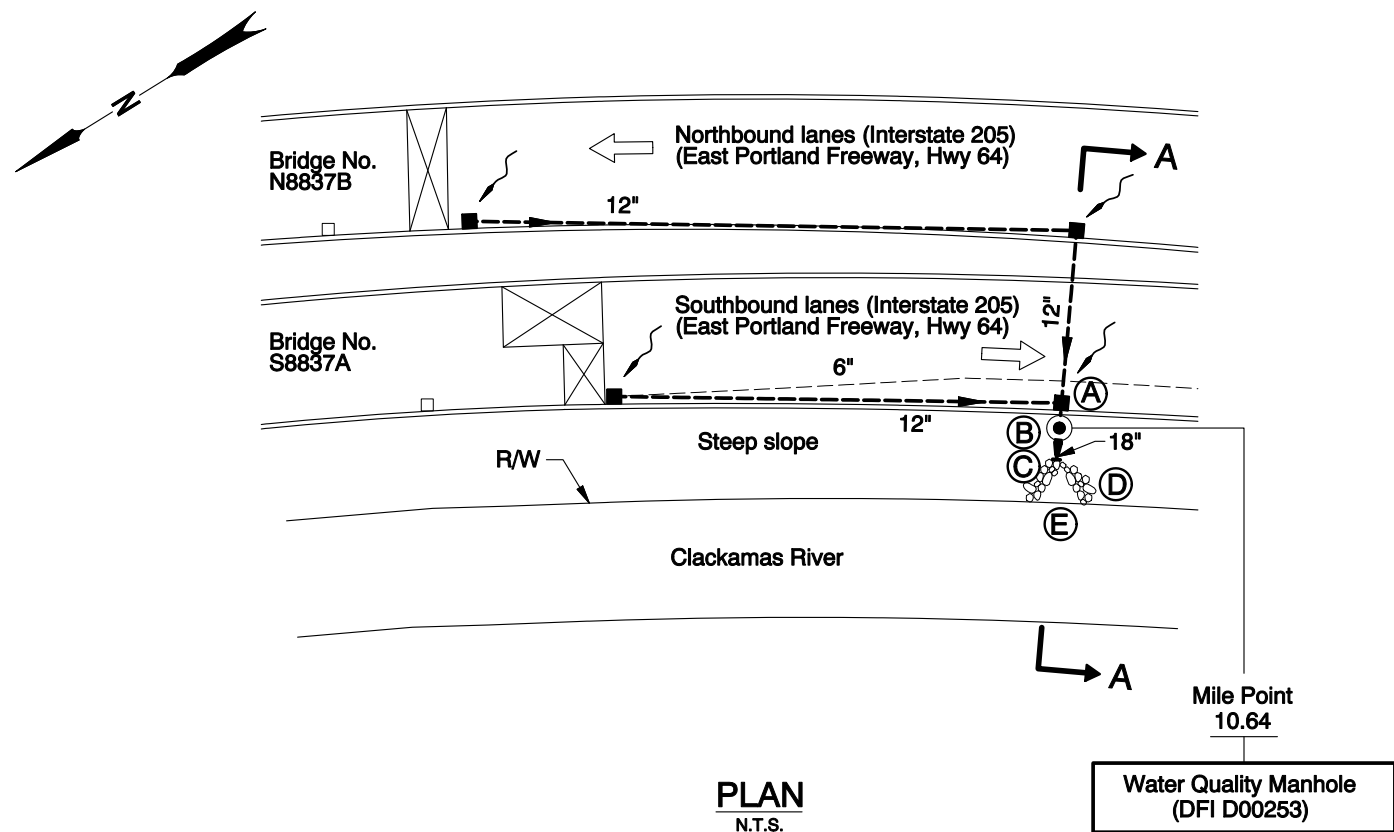 N
Northbound lanes (Interstate 205)
(East Portland Freeway, Hwy 64)
A
Bridge No.
N8837B
12"
Southbound lanes (Interstate 205)
(East Portland Freeway, Hwy 64)
12"
Bridge No.
S8837A
6"
A
12"
B
18"
Steep slope
R/W
C
D
E
Clackamas River
A
Mile Point
10.64
Water Quality Manhole
(DFI D00253)
PLAN
N.T.S.